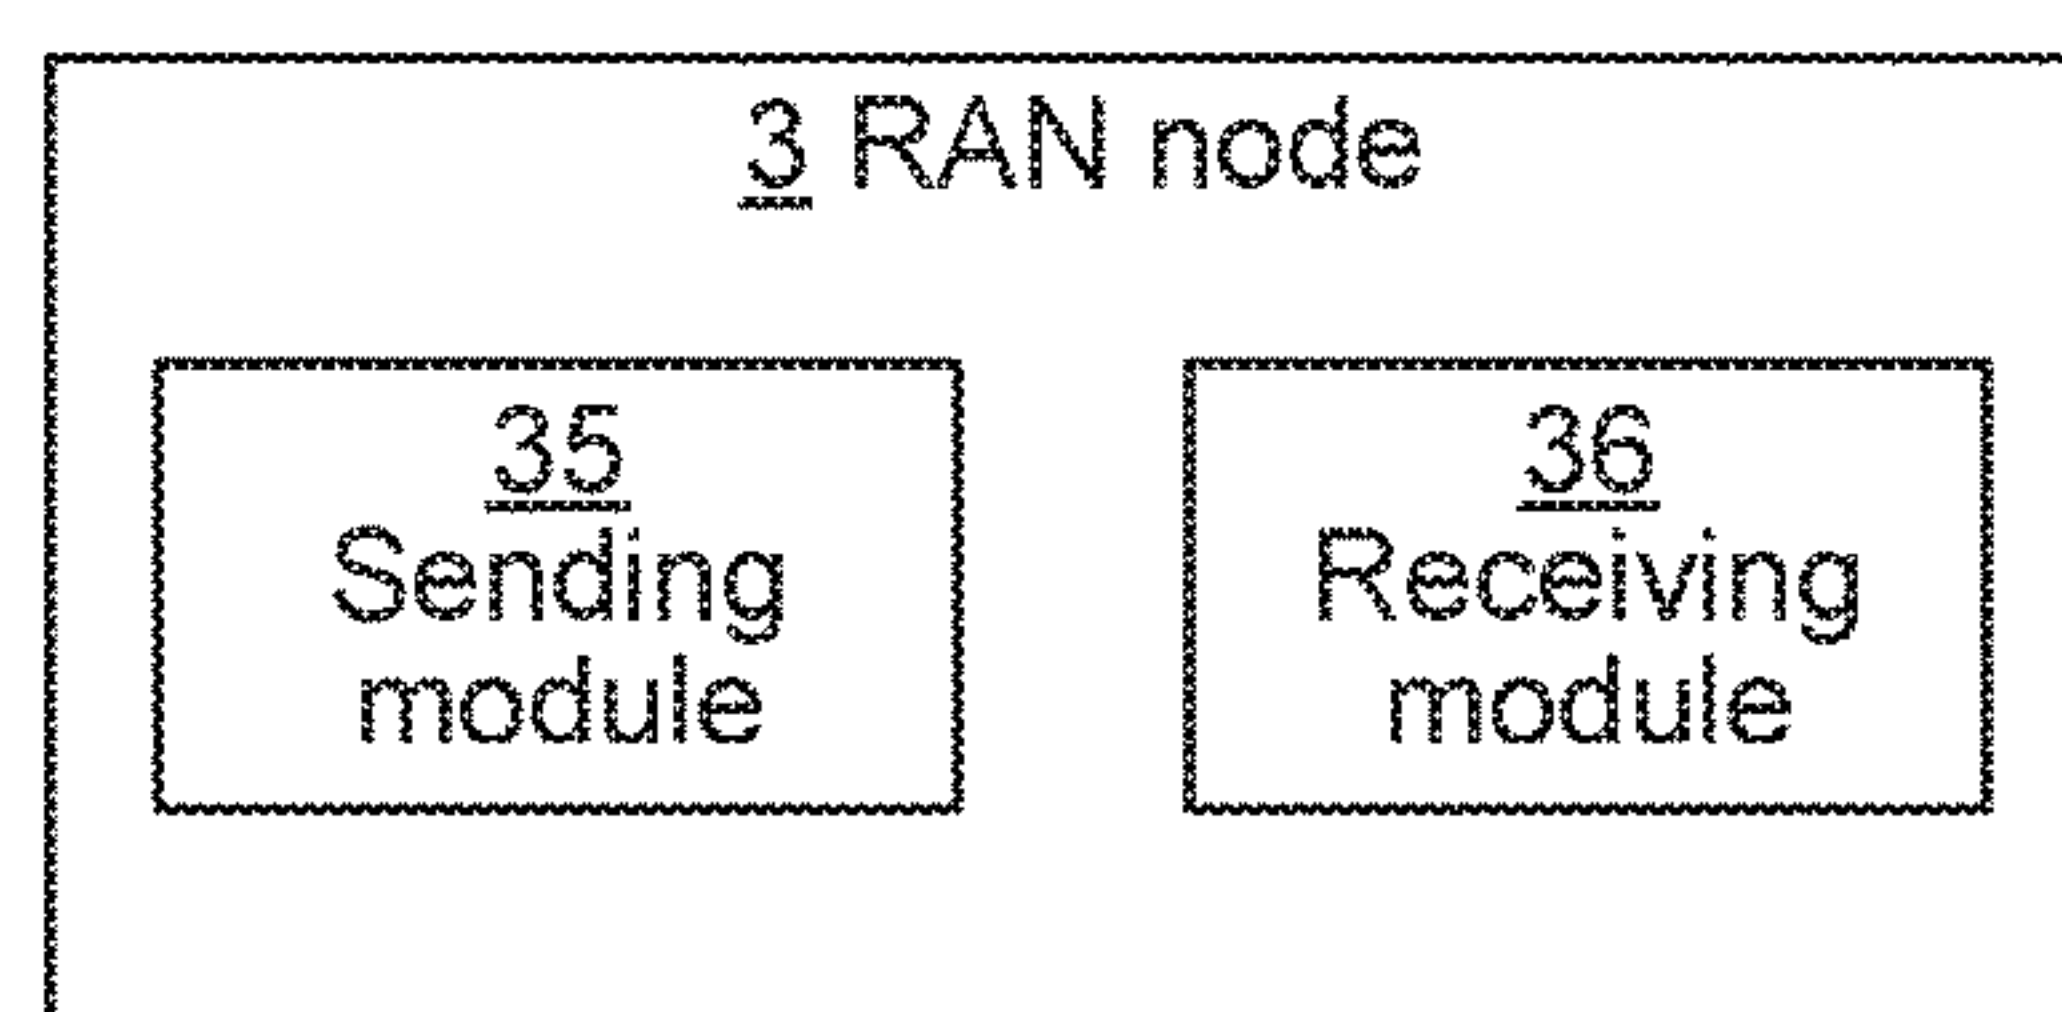 3 RAN node
35
Sending
module
36
Receiving
module